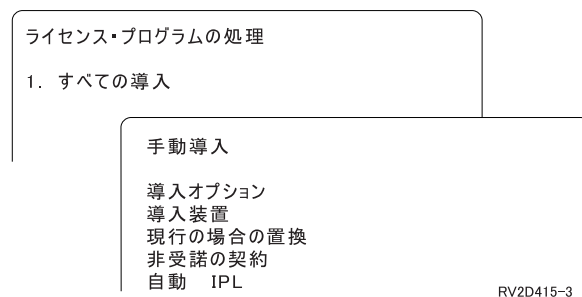 ライセンス・プログラムの処理
1. すべての導入
手動導入
導入オプション
導入装置
現行の場合の置換
非受諾の契約
自動 IPL
RV2D415-3